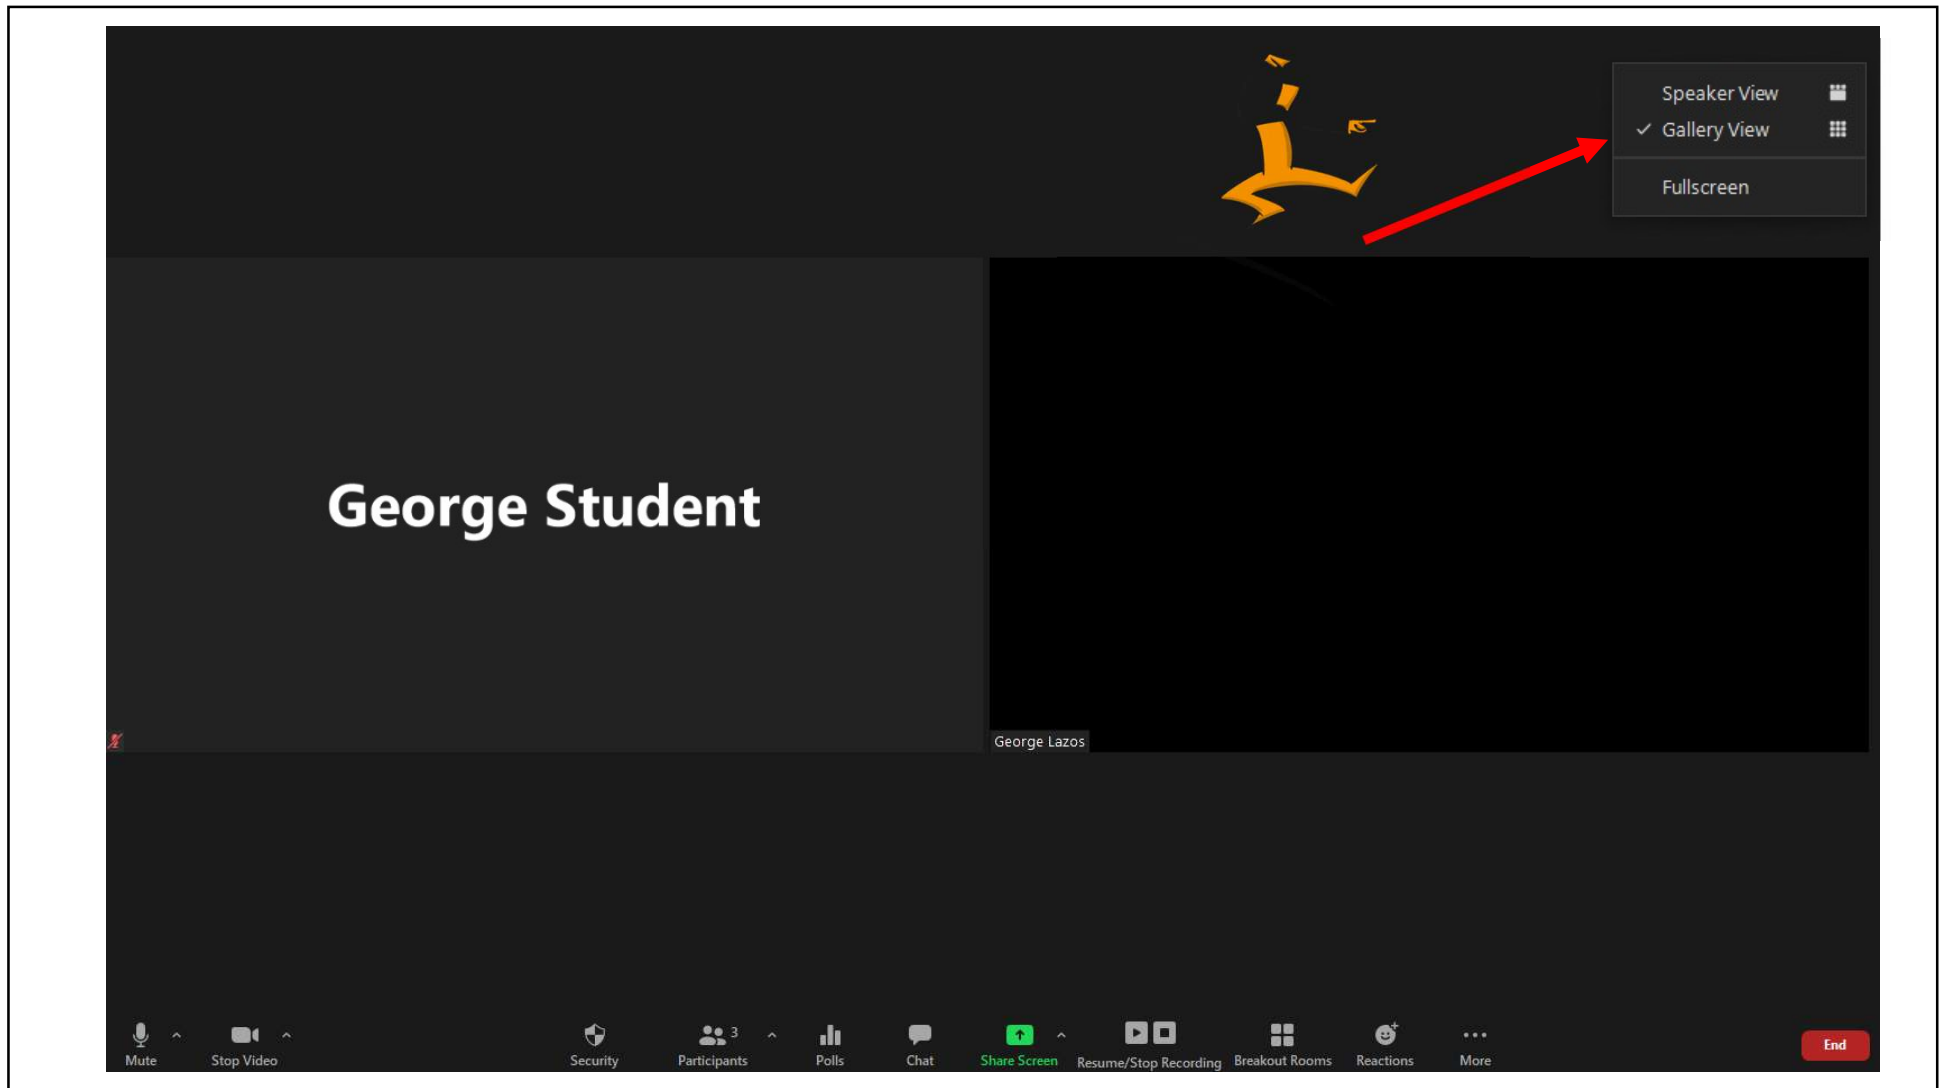 Speaker View
Gallery View
Fullscreen
George Student
George Lazos
3
Mute
Stop Video
Security
Participants
Polls
Chat
Share Screen
Resume/Stop Recording
Breakout Rooms
Reactions
More
End